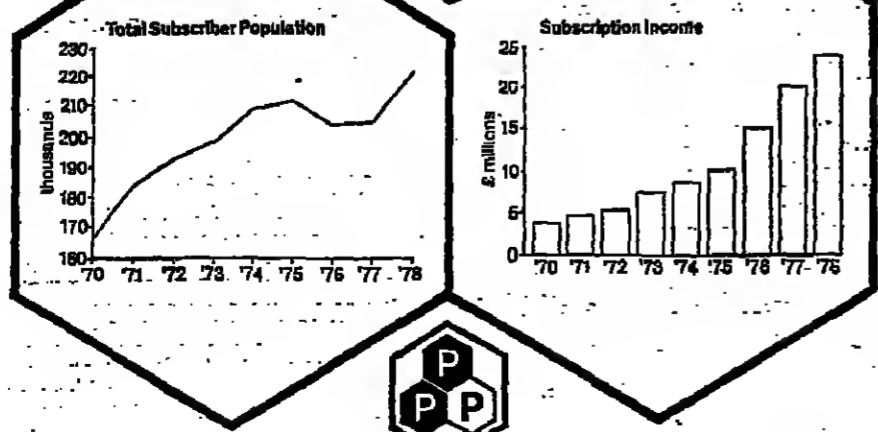 Total Subscriber Population
230
220
210
200
190
180
170
160
thousands
'70 '71 '72 '73 '74 '75 '76 '77 '78
Subscription Income
25
20
15
10
5
0
£ millions
'70 '71 '72 '73 '74 '75 '76 '77 '78
P
P P